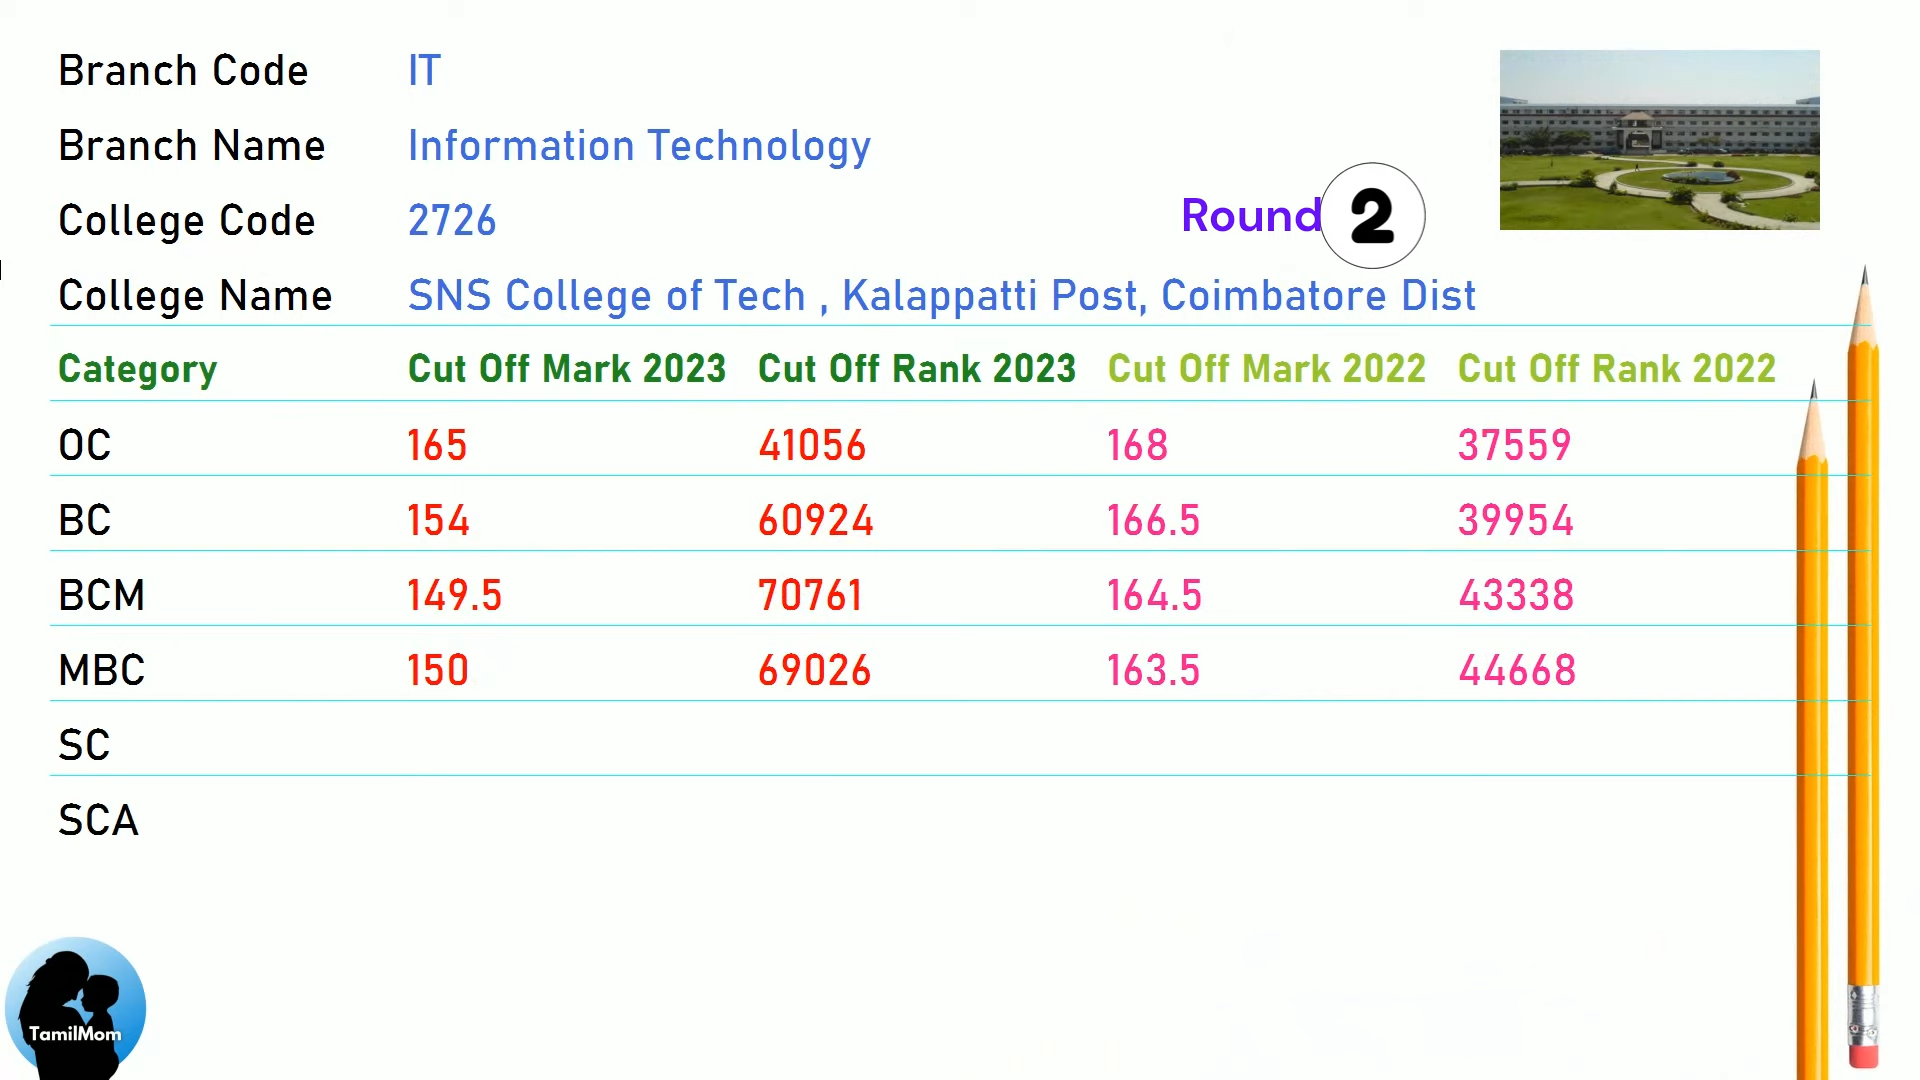 Branch Code IT
Branch Name Information Technology
College Code 2726
Round 2
College Name SNS College of Tech , Kalappatti Post, Coimbatore Dist
Category Cut Off Mark 2023 Cut Off Rank 2023 Cut Off Mark 2022 Cut Off Rank 2022
OC 165 41056 168 37559
BC 154 60924 166.5 39954
BCM 149.5 70761 164.5 43338
MBC 150 69026 163.5 44668
SC
SCA
TamilMom